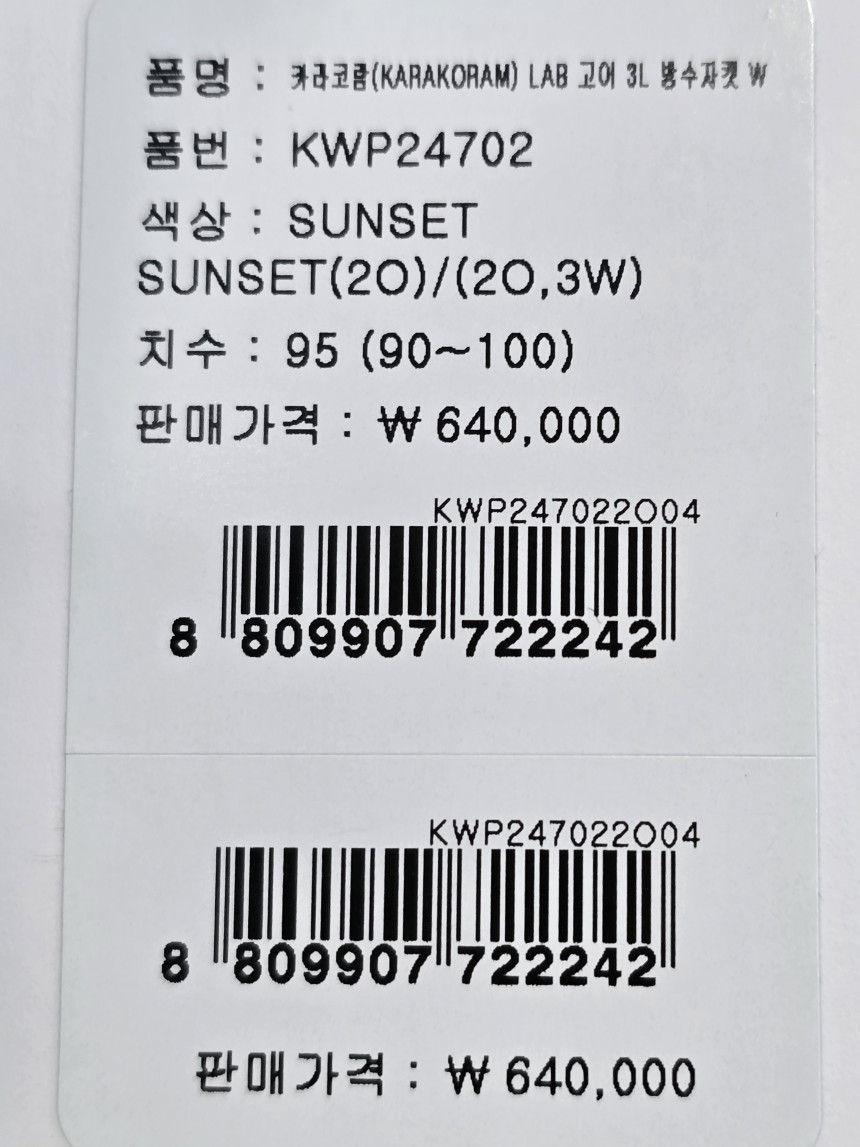 품명 : 카라코람(KARAKORAM) LAB 고어 3L 방수자켓 W
품번 : KWP24702
색상 : SUNSET
SUNSET(2O)/(2O,3W)
치수 : 95 (90~100)
판매가격 : ₩ 640,000
KWP247022O04
8 809907 722242
KWP247022O04
8 809907 722242
판매가격 : ₩ 640,000